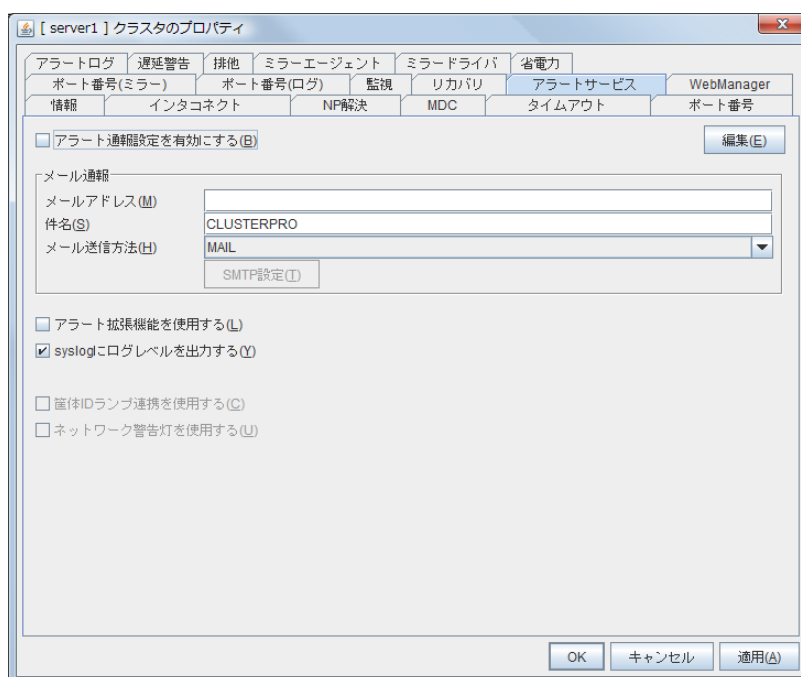 [ server1 ] クラスタのプロパティ
アラートログ 遅延警告 排他 ミラーエージェント ミラードライバ 省電力
ポート番号(ミラー) ポート番号(ログ) 監視 リカバリ アラートサービス WebManager
情報 インタコネクト NP解決 MDC タイムアウト ポート番号
アラート通報設定を有効にする(B) 編集(E)
メール通報
メールアドレス(M)
件名(S) CLUSTERPRO
メール送信方法(H) MAIL
SMTP設定(T)
アラート拡張機能を使用する(L)
syslogにログレベルを出力する(Y)
筐体IDランプ連携を使用する(C)
ネットワーク警告灯を使用する(U)
OK キャンセル 適用(A)